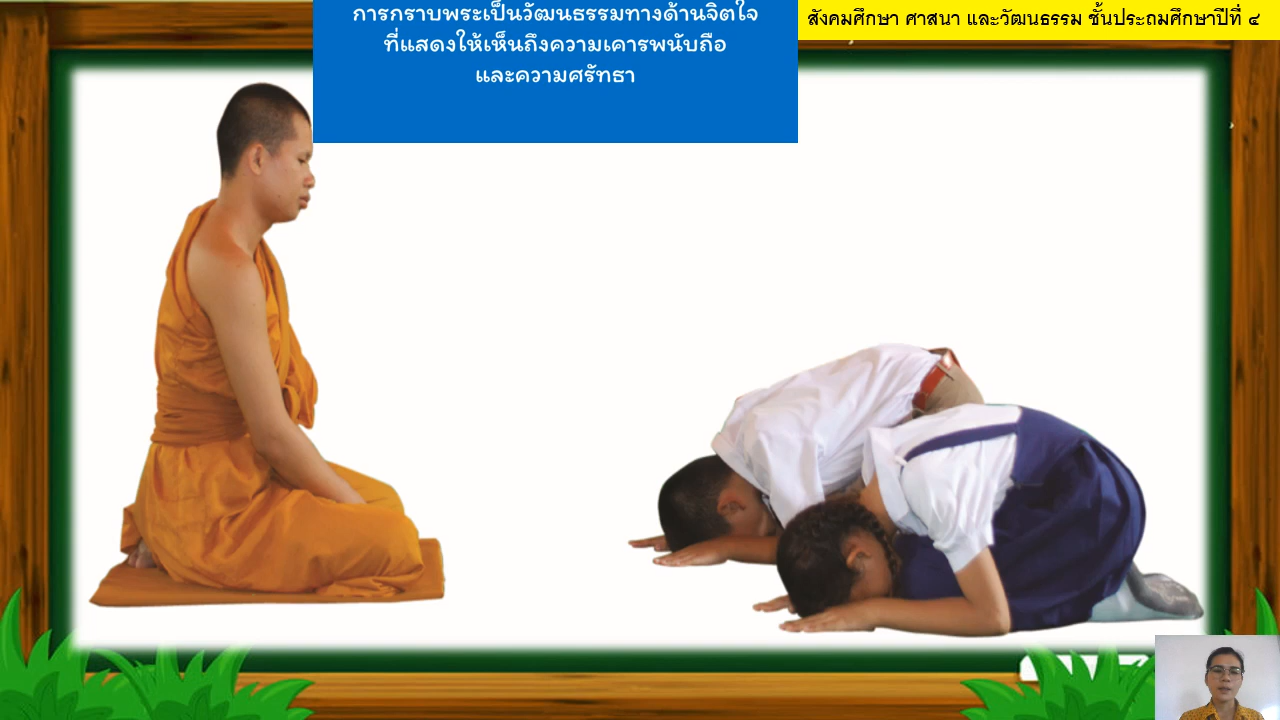 การกราบพระเป็นวัฒนธรรมทางด้านจิตใจ
ที่แสดงให้เห็นถึงความเคารพนับถือ
และความศรัทธา
สังคมศึกษา ศาสนา และวัฒนธรรม ชั้นประถมศึกษาปีที่ ๔